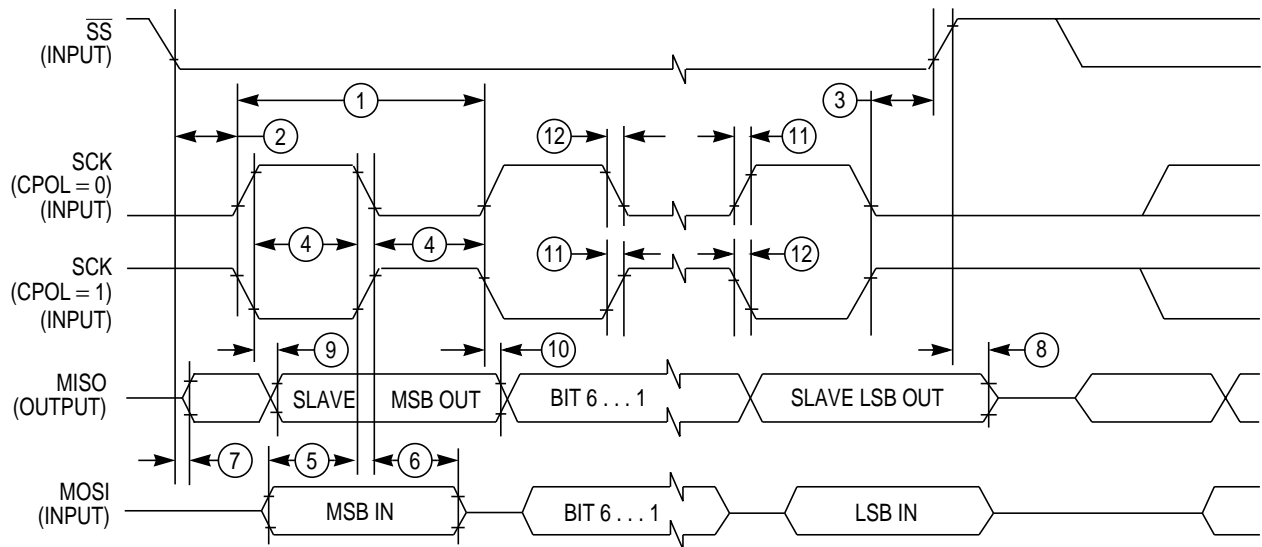 SS
(INPUT)
1
3
2
12
11
SCK
(CPOL = 0)
(INPUT)
4
4
11
12
SCK
(CPOL = 1)
(INPUT)
9
10
8
MISO
(OUTPUT)
SLAVE
MSB OUT
BIT 6 . . . 1
SLAVE LSB OUT
7
5
6
MOSI
(INPUT)
MSB IN
BIT 6 . . . 1
LSB IN